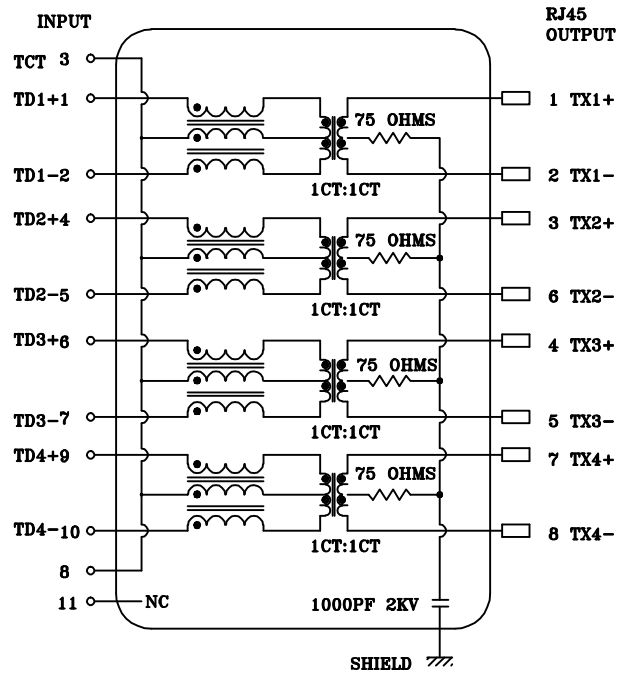 INPUT
RJ45
OUTPUT
TCT 3
TD1+1
1 TX1+
75 OHMS
TD1-2
2 TX1-
1CT:1CT
TD2+4
3 TX2+
75 OHMS
TD2-5
6 TX2-
1CT:1CT
TD3+6
4 TX3+
75 OHMS
TD3-7
5 TX3-
1CT:1CT
TD4+9
7 TX4+
75 OHMS
TD4-10
8 TX4-
1CT:1CT
8
11
NC
1000PF 2KV
SHIELD